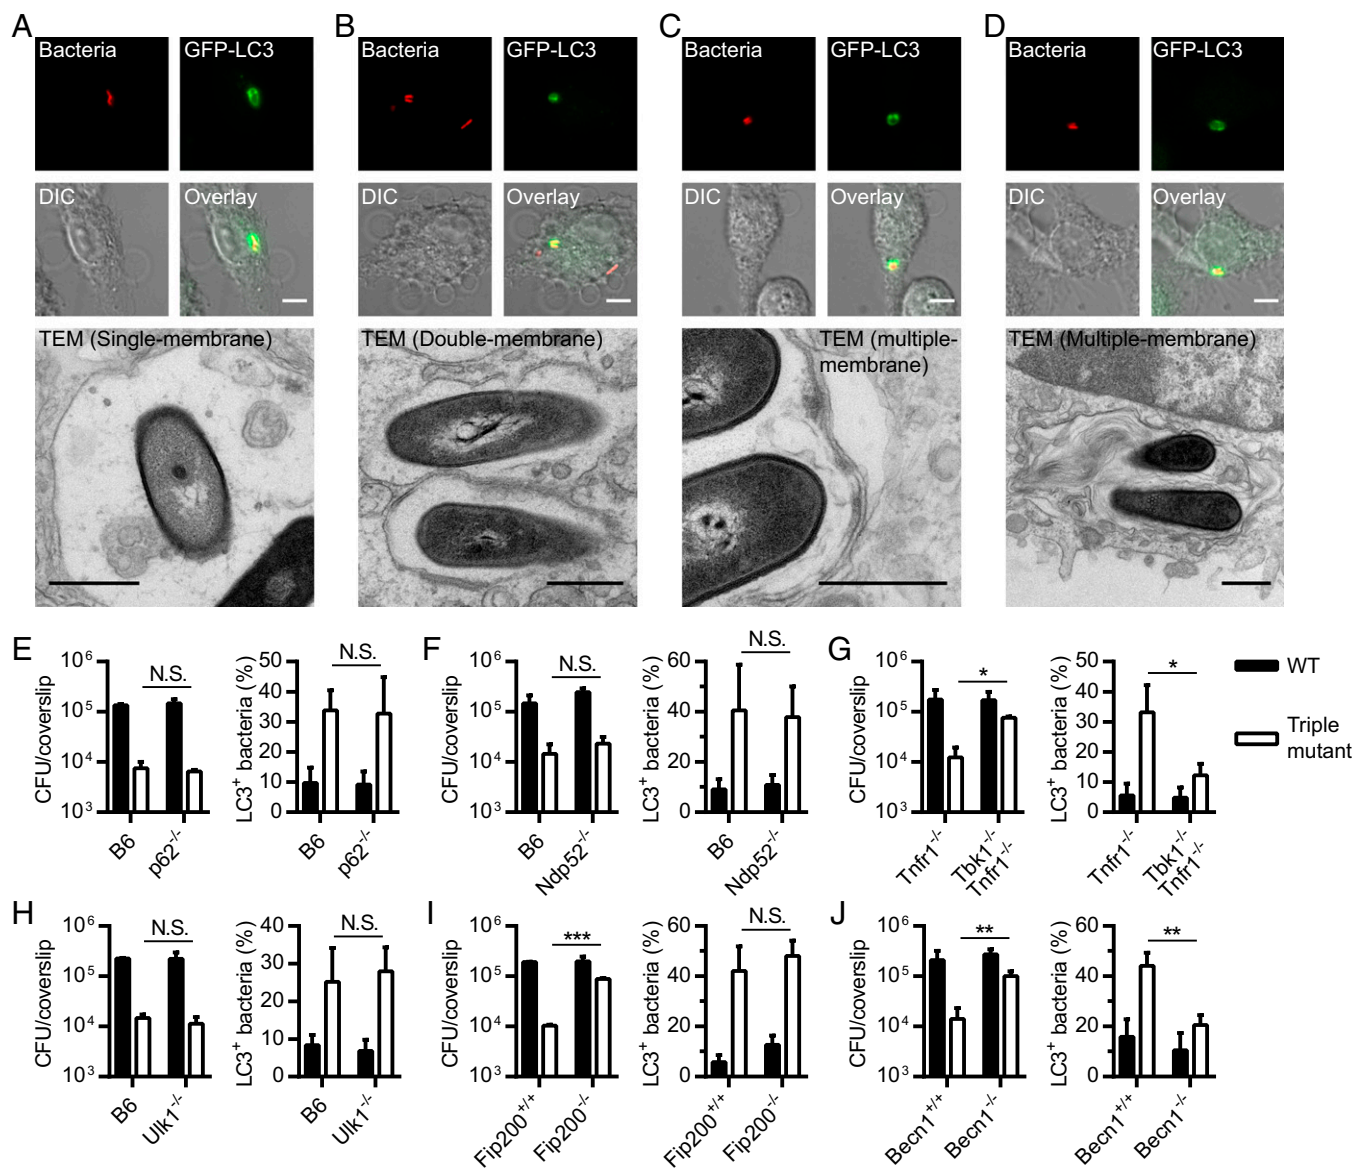 A
Bacteria
GFP-LC3
DIC
Overlay
TEM (Single-membrane)
B
Bacteria
GFP-LC3
DIC
Overlay
TEM (Double-membrane)
C
Bacteria
GFP-LC3
DIC
Overlay
TEM (multiple-
membrane)
D
Bacteria
GFP-LC3
DIC
Overlay
TEM (Multiple-membrane)
E
CFU/coverslip
10⁶
10⁵
10⁴
10³
N.S.
B6
p62⁻/⁻
LC3⁺ bacteria (%)
50
40
30
20
10
0
N.S.
B6
p62⁻/⁻
F
CFU/coverslip
10⁶
10⁵
10⁴
10³
N.S.
B6
Ndp52⁻/⁻
LC3⁺ bacteria (%)
60
40
20
0
N.S.
B6
Ndp52⁻/⁻
G
CFU/coverslip
10⁶
10⁵
10⁴
10³
*
Tnfr1⁻/⁻
Tbk1⁻/⁻
Tnfr1⁻/⁻
LC3⁺ bacteria (%)
50
40
30
20
10
0
*
Tnfr1⁻/⁻
Tbk1⁻/⁻
Tnfr1⁻/⁻
WT
Triple
mutant
H
CFU/coverslip
10⁶
10⁵
10⁴
10³
N.S.
B6
Ulk1⁻/⁻
LC3⁺ bacteria (%)
40
30
20
10
0
N.S.
B6
Ulk1⁻/⁻
I
CFU/coverslip
10⁶
10⁵
10⁴
10³
***
Fip200⁺/⁺
Fip200⁻/⁻
LC3⁺ bacteria (%)
60
40
20
0
N.S.
Fip200⁺/⁺
Fip200⁻/⁻
J
CFU/coverslip
10⁶
10⁵
10⁴
10³
**
Becn1⁺/⁺
Becn1⁻/⁻
LC3⁺ bacteria (%)
60
40
20
0
**
Becn1⁺/⁺
Becn1⁻/⁻